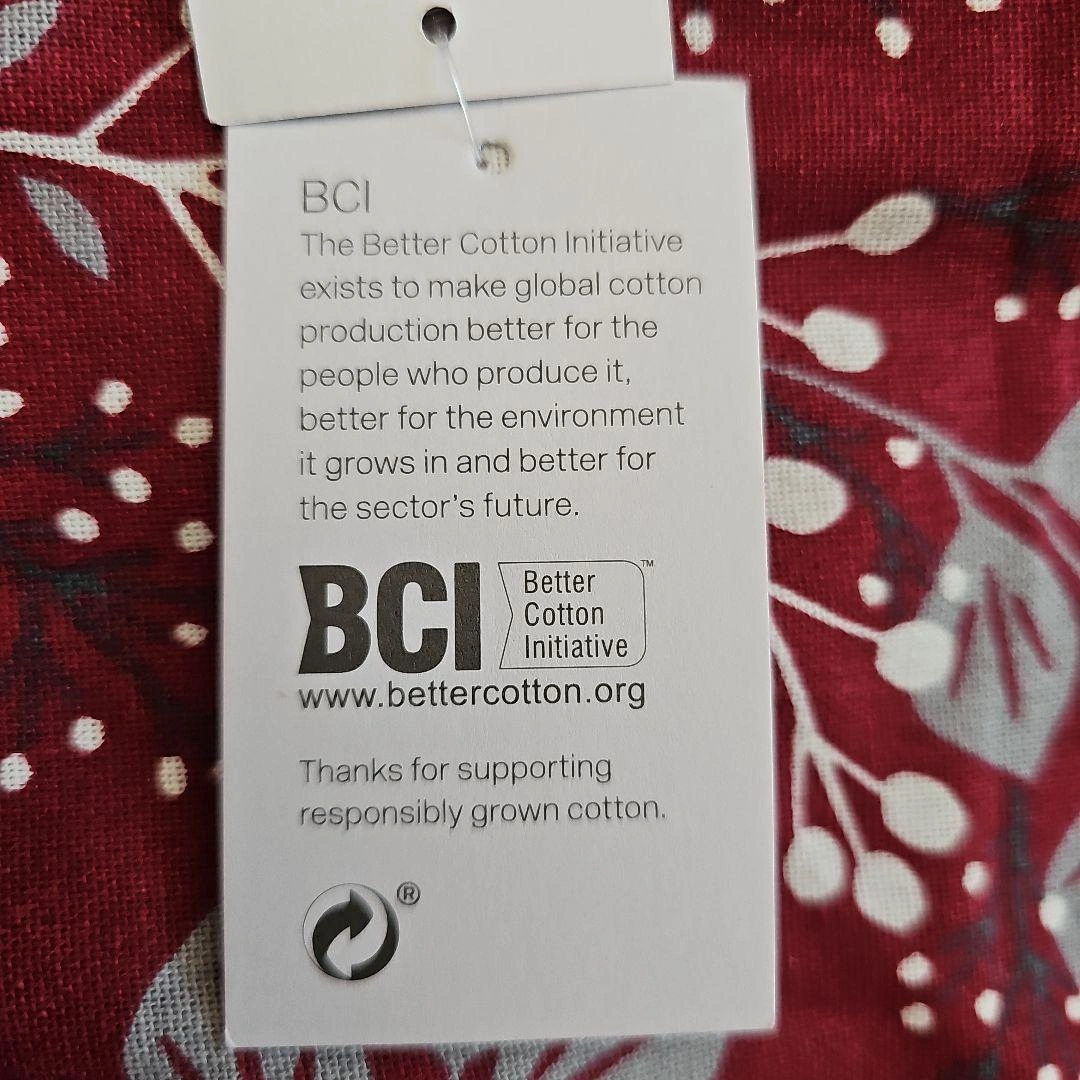 BCI
The Better Cotton Initiative
exists to make global cotton
production better for the
people who produce it,
better for the environment
it grows in and better for
the sector's future.
BCI
Better
Cotton
Initiative
™
www.bettercotton.org
Thanks for supporting
responsibly grown cotton.
®